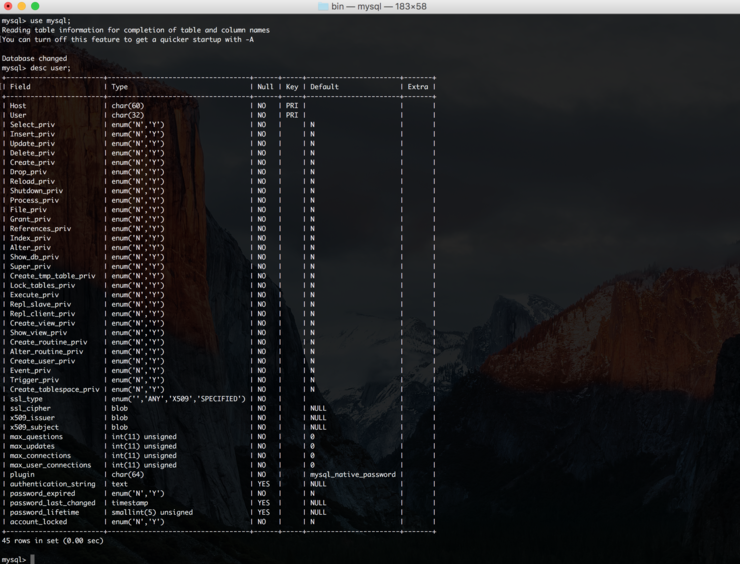 bin — mysql — 183×58
mysql> use mysql;
Reading table information for completion of table and column names
You can turn off this feature to get a quicker startup with -A

Database changed
mysql> desc user;
+------------------------+-----------------------------------+------+-----+-----------------------+-------+
| Field                  | Type                              | Null | Key | Default               | Extra |
+------------------------+-----------------------------------+------+-----+-----------------------+-------+
| Host                   | char(60)                          | NO   | PRI |                       |       |
| User                   | char(32)                          | NO   | PRI |                       |       |
| Select_priv            | enum('N','Y')                     | NO   |     | N                     |       |
| Insert_priv            | enum('N','Y')                     | NO   |     | N                     |       |
| Update_priv            | enum('N','Y')                     | NO   |     | N                     |       |
| Delete_priv            | enum('N','Y')                     | NO   |     | N                     |       |
| Create_priv            | enum('N','Y')                     | NO   |     | N                     |       |
| Drop_priv              | enum('N','Y')                     | NO   |     | N                     |       |
| Reload_priv            | enum('N','Y')                     | NO   |     | N                     |       |
| Shutdown_priv          | enum('N','Y')                     | NO   |     | N                     |       |
| Process_priv           | enum('N','Y')                     | NO   |     | N                     |       |
| File_priv              | enum('N','Y')                     | NO   |     | N                     |       |
| Grant_priv             | enum('N','Y')                     | NO   |     | N                     |       |
| References_priv        | enum('N','Y')                     | NO   |     | N                     |       |
| Index_priv             | enum('N','Y')                     | NO   |     | N                     |       |
| Alter_priv             | enum('N','Y')                     | NO   |     | N                     |       |
| Show_db_priv           | enum('N','Y')                     | NO   |     | N                     |       |
| Super_priv             | enum('N','Y')                     | NO   |     | N                     |       |
| Create_tmp_table_priv  | enum('N','Y')                     | NO   |     | N                     |       |
| Lock_tables_priv       | enum('N','Y')                     | NO   |     | N                     |       |
| Execute_priv           | enum('N','Y')                     | NO   |     | N                     |       |
| Repl_slave_priv        | enum('N','Y')                     | NO   |     | N                     |       |
| Repl_client_priv       | enum('N','Y')                     | NO   |     | N                     |       |
| Create_view_priv       | enum('N','Y')                     | NO   |     | N                     |       |
| Show_view_priv         | enum('N','Y')                     | NO   |     | N                     |       |
| Create_routine_priv    | enum('N','Y')                     | NO   |     | N                     |       |
| Alter_routine_priv     | enum('N','Y')                     | NO   |     | N                     |       |
| Create_user_priv       | enum('N','Y')                     | NO   |     | N                     |       |
| Event_priv             | enum('N','Y')                     | NO   |     | N                     |       |
| Trigger_priv           | enum('N','Y')                     | NO   |     | N                     |       |
| Create_tablespace_priv | enum('N','Y')                     | NO   |     | N                     |       |
| ssl_type               | enum('','ANY','X509','SPECIFIED') | NO   |     |                       |       |
| ssl_cipher             | blob                              | NO   |     | NULL                  |       |
| x509_issuer            | blob                              | NO   |     | NULL                  |       |
| x509_subject           | blob                              | NO   |     | NULL                  |       |
| max_questions          | int(11) unsigned                  | NO   |     | 0                     |       |
| max_updates            | int(11) unsigned                  | NO   |     | 0                     |       |
| max_connections        | int(11) unsigned                  | NO   |     | 0                     |       |
| max_user_connections   | int(11) unsigned                  | NO   |     | 0                     |       |
| plugin                 | char(64)                          | NO   |     | mysql_native_password |       |
| authentication_string  | text                              | YES  |     | NULL                  |       |
| password_expired       | enum('N','Y')                     | NO   |     | N                     |       |
| password_last_changed  | timestamp                         | YES  |     | NULL                  |       |
| password_lifetime      | smallint(5) unsigned              | YES  |     | NULL                  |       |
| account_locked         | enum('N','Y')                     | NO   |     | N                     |       |
+------------------------+-----------------------------------+------+-----+-----------------------+-------+
45 rows in set (0.00 sec)

mysql>